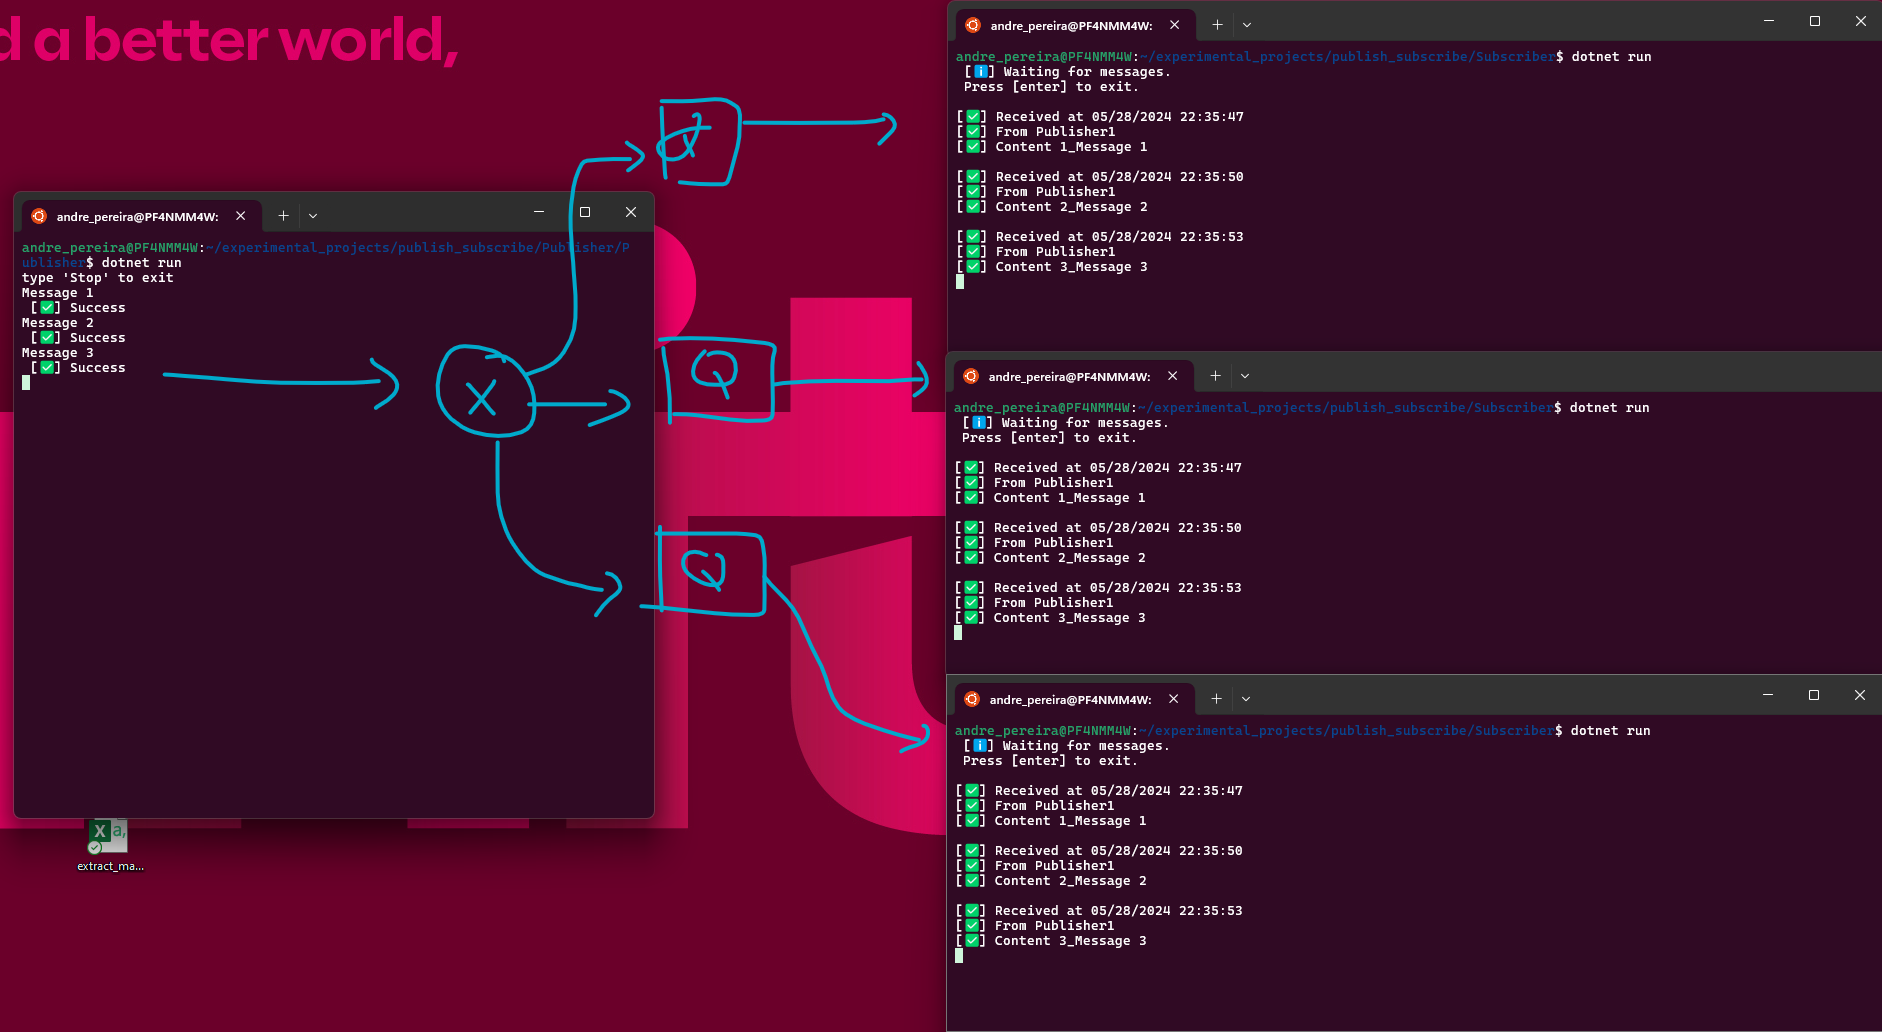 d a better world,
andre_pereira@PF4NMM4W:
andre_pereira@PF4NMM4W:~/experimental_projects/publish_subscribe/Publisher/P
ublisher$ dotnet run
type 'Stop' to exit
Message 1
[✅] Success
Message 2
[✅] Success
Message 3
[✅] Success
X
Q
Q
Q
extract_ma...
andre_pereira@PF4NMM4W:
andre_pereira@PF4NMM4W:~/experimental_projects/publish_subscribe/Subscriber$ dotnet run
[ℹ️] Waiting for messages.
Press [enter] to exit.
[✅] Received at 05/28/2024 22:35:47
[✅] From Publisher1
[✅] Content 1_Message 1
[✅] Received at 05/28/2024 22:35:50
[✅] From Publisher1
[✅] Content 2_Message 2
[✅] Received at 05/28/2024 22:35:53
[✅] From Publisher1
[✅] Content 3_Message 3
andre_pereira@PF4NMM4W:
andre_pereira@PF4NMM4W:~/experimental_projects/publish_subscribe/Subscriber$ dotnet run
[ℹ️] Waiting for messages.
Press [enter] to exit.
[✅] Received at 05/28/2024 22:35:47
[✅] From Publisher1
[✅] Content 1_Message 1
[✅] Received at 05/28/2024 22:35:50
[✅] From Publisher1
[✅] Content 2_Message 2
[✅] Received at 05/28/2024 22:35:53
[✅] From Publisher1
[✅] Content 3_Message 3
andre_pereira@PF4NMM4W:
andre_pereira@PF4NMM4W:~/experimental_projects/publish_subscribe/Subscriber$ dotnet run
[ℹ️] Waiting for messages.
Press [enter] to exit.
[✅] Received at 05/28/2024 22:35:47
[✅] From Publisher1
[✅] Content 1_Message 1
[✅] Received at 05/28/2024 22:35:50
[✅] From Publisher1
[✅] Content 2_Message 2
[✅] Received at 05/28/2024 22:35:53
[✅] From Publisher1
[✅] Content 3_Message 3